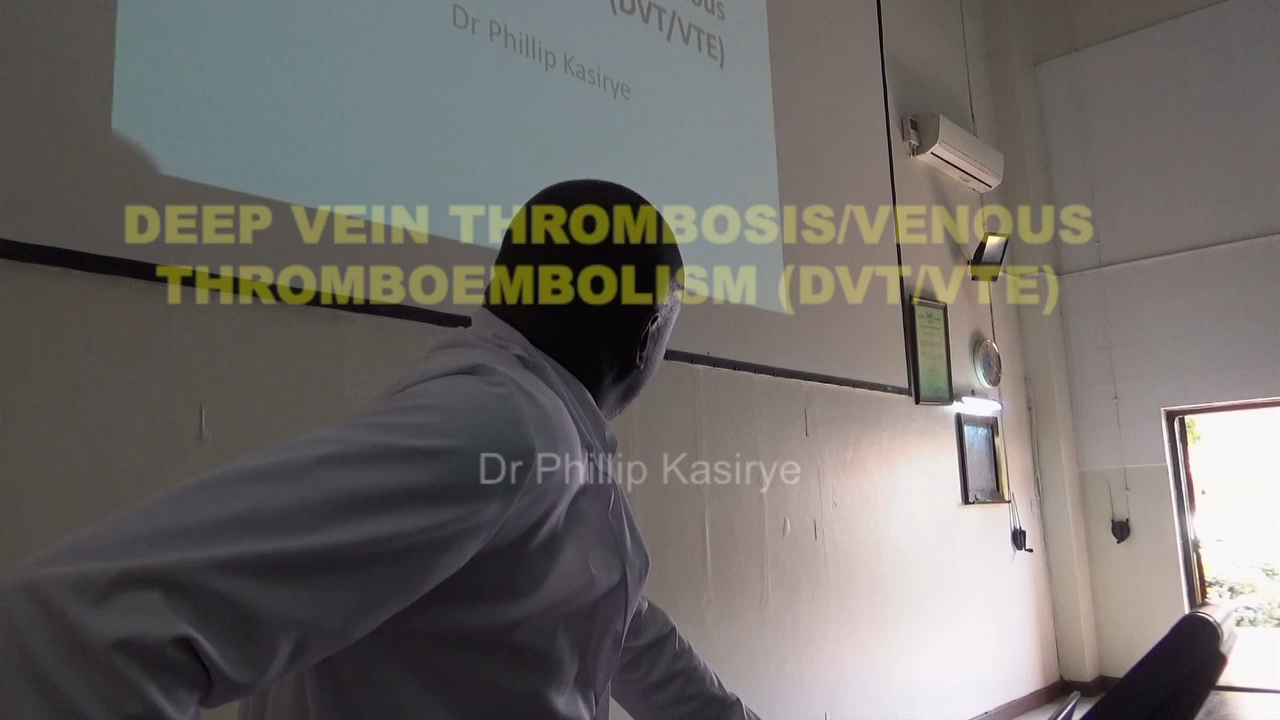 (DVT/VTE)
Dr Phillip Kasirye
DEEP VEIN THROMBOSIS/VENOUS
THROMBOEMBOLISM (DVT/VTE)
Dr Phillip Kasirye